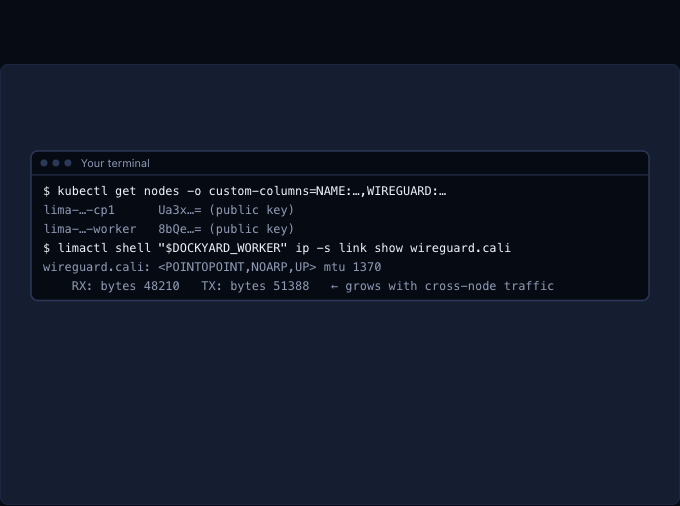 Your terminal
$ kubectl get nodes -o custom-columns=NAME:…,WIREGUARD:…
lima-…-cp1      Ua3x…= (public key)
lima-…-worker   8bQe…= (public key)
$ limactl shell "$DOCKYARD_WORKER" ip -s link show wireguard.cali
wireguard.cali: <POINTOPOINT,NOARP,UP> mtu 1370
    RX: bytes 48210   TX: bytes 51388   ← grows with cross-node traffic